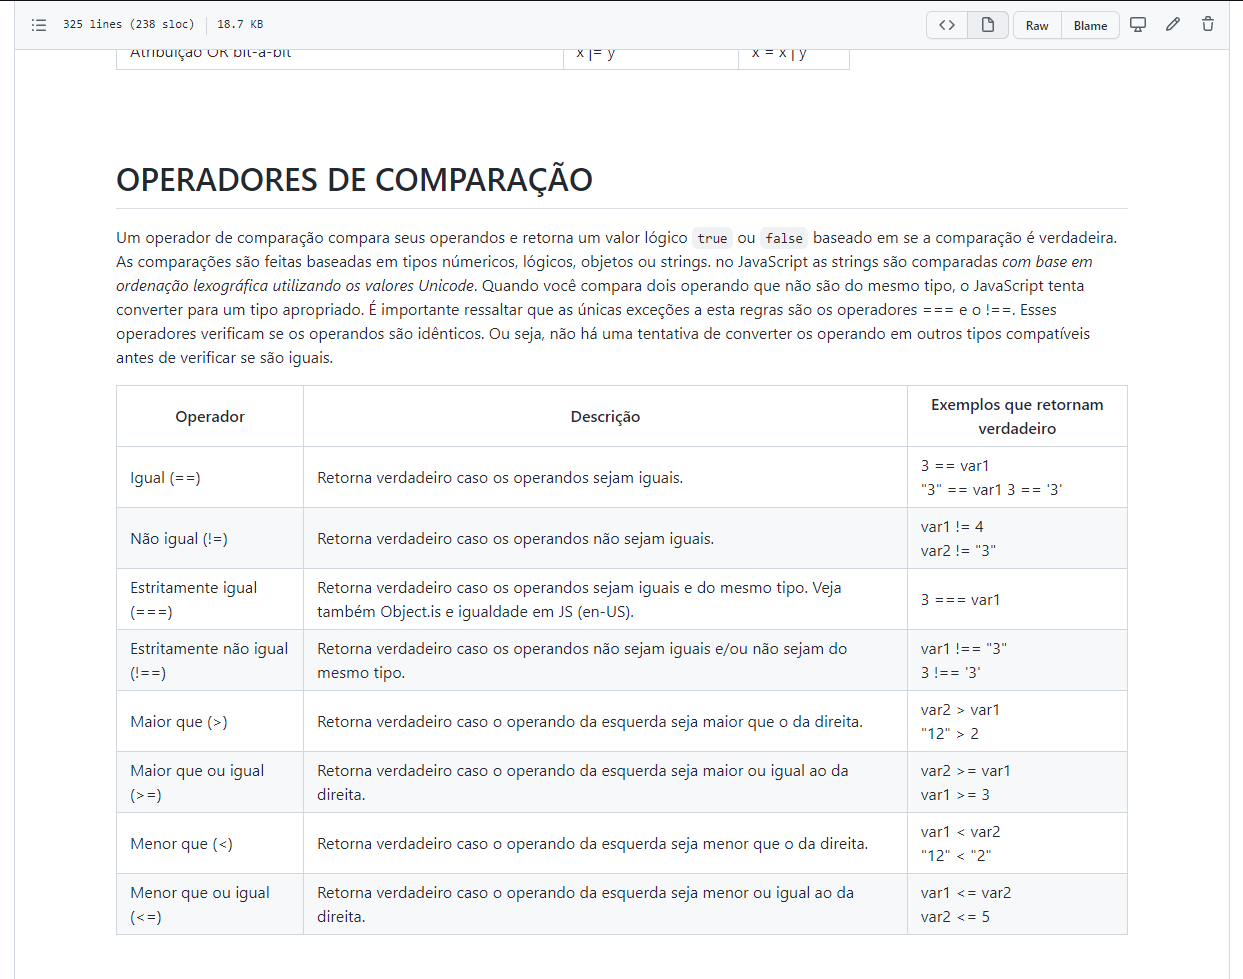 325 lines (238 sloc) 18.7 KB Raw Blame
Atribuição OR bit-a-bit x |= y x = x | y
OPERADORES DE COMPARAÇÃO
Um operador de comparação compara seus operandos e retorna um valor lógico true ou false baseado em se a comparação é verdadeira.
As comparações são feitas baseadas em tipos númericos, lógicos, objetos ou strings. no JavaScript as strings são comparadas com base em
ordenação lexográfica utilizando os valores Unicode. Quando você compara dois operando que não são do mesmo tipo, o JavaScript tenta
converter para um tipo apropriado. É importante ressaltar que as únicas exceções a esta regras são os operadores === e o !==. Esses
operadores verificam se os operandos são idênticos. Ou seja, não há uma tentativa de converter os operando em outros tipos compatíveis
antes de verificar se são iguais.
Operador
Descrição
Exemplos que retornam
verdadeiro
Igual (==)
Retorna verdadeiro caso os operandos sejam iguais.
3 == var1
"3" == var1 3 == '3'
Não igual (!=)
Retorna verdadeiro caso os operandos não sejam iguais.
var1 != 4
var2 != "3"
Estritamente igual
(===)
Retorna verdadeiro caso os operandos sejam iguais e do mesmo tipo. Veja
também Object.is e igualdade em JS (en-US).
3 === var1
Estritamente não igual
(!==)
Retorna verdadeiro caso os operandos não sejam iguais e/ou não sejam do
mesmo tipo.
var1 !== "3"
3 !== '3'
Maior que (>)
Retorna verdadeiro caso o operando da esquerda seja maior que o da direita.
var2 > var1
"12" > 2
Maior que ou igual
(>=)
Retorna verdadeiro caso o operando da esquerda seja maior ou igual ao da
direita.
var2 >= var1
var1 >= 3
Menor que (<)
Retorna verdadeiro caso o operando da esquerda seja menor que o da direita.
var1 < var2
"12" < "2"
Menor que ou igual
(<=)
Retorna verdadeiro caso o operando da esquerda seja menor ou igual ao da
direita.
var1 <= var2
var2 <= 5